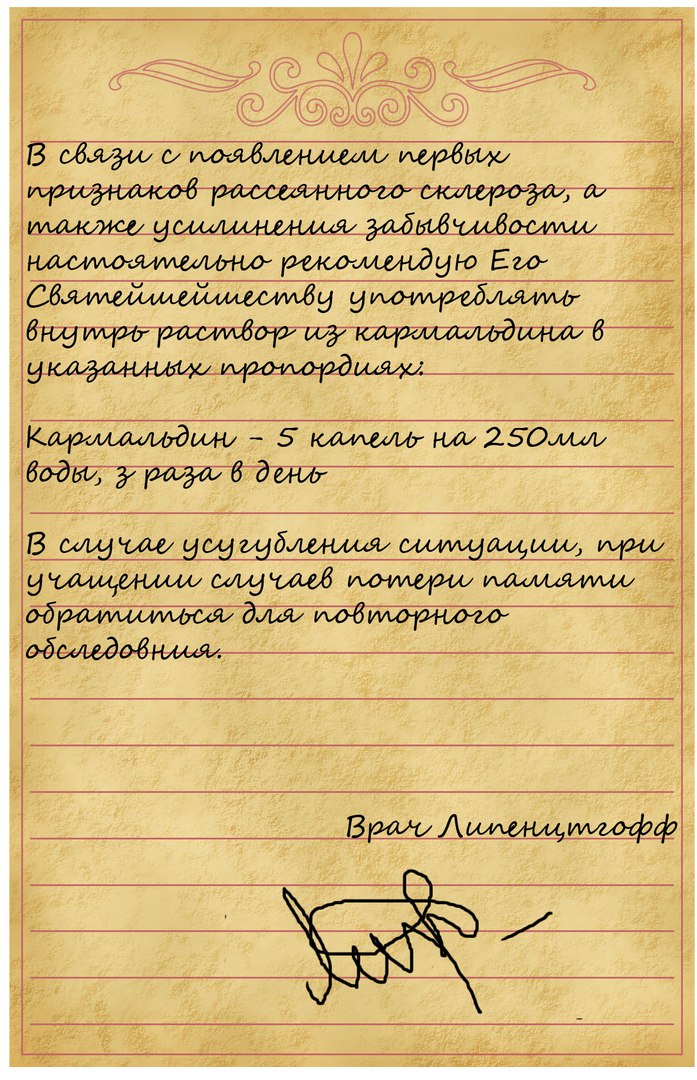 В связи с появлением первых
признаков рассеянного склероза, а
также усилинения забывчивости
настоятельно рекомендую Его
Святейшейшеству употреблять
внутрь раствор из кармальдина в
указанных пропордиях:
Кармальдин - 5 капель на 250мл
воды, з раза в день
В случае усугубления ситуации, при
учащении случаев потери памяти
обратиться для повторного
обследовния.
Врач Липенцтгофф